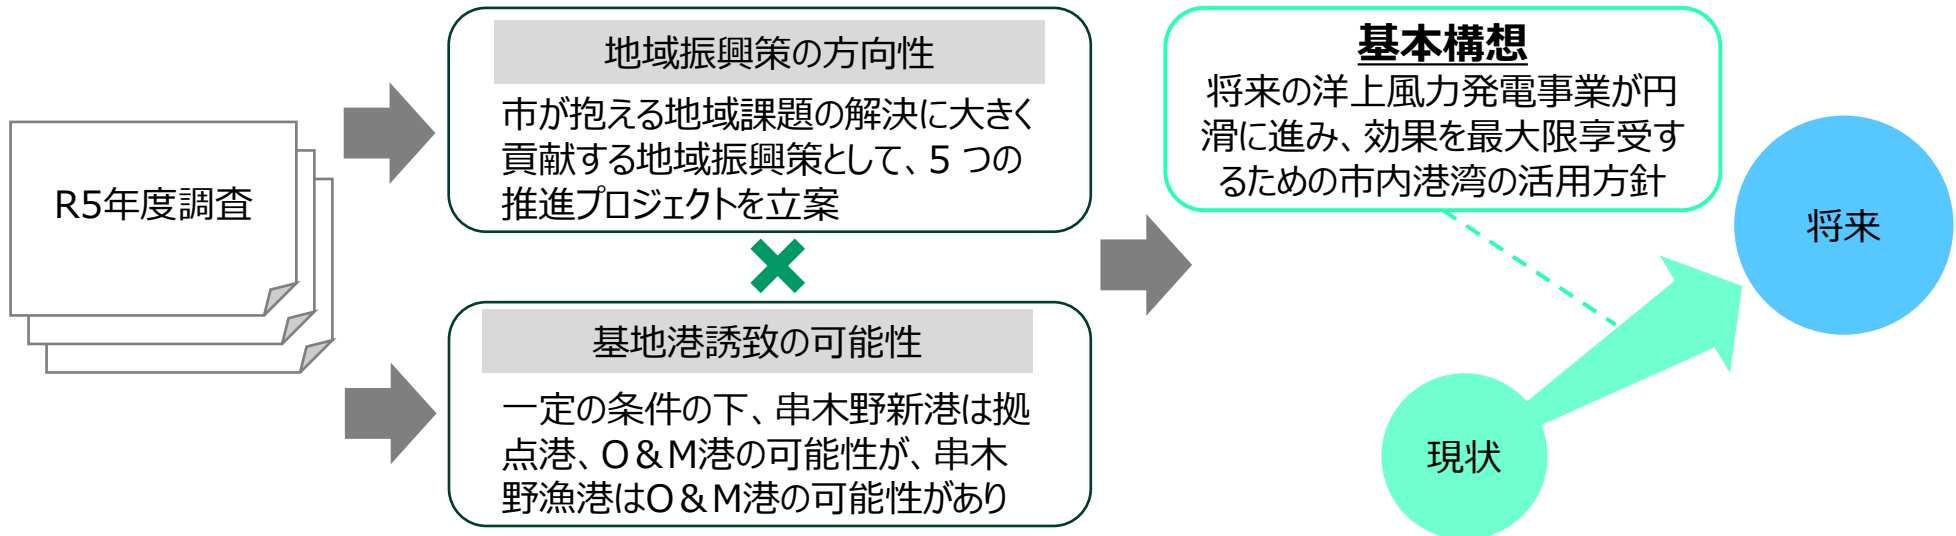 R5年度調査
地域振興策の方向性
市が抱える地域課題の解決に大きく
貢献する地域振興策として、5つの
推進プロジェクトを立案
基地港誘致の可能性
一定の条件の下、串木野新港は拠
点港、O&M港の可能性が、串木
野漁港はO&M港の可能性があり
基本構想
将来の洋上風力発電事業が円
滑に進み、効果を最大限享受す
るための市内港湾の活用方針
将来
現状